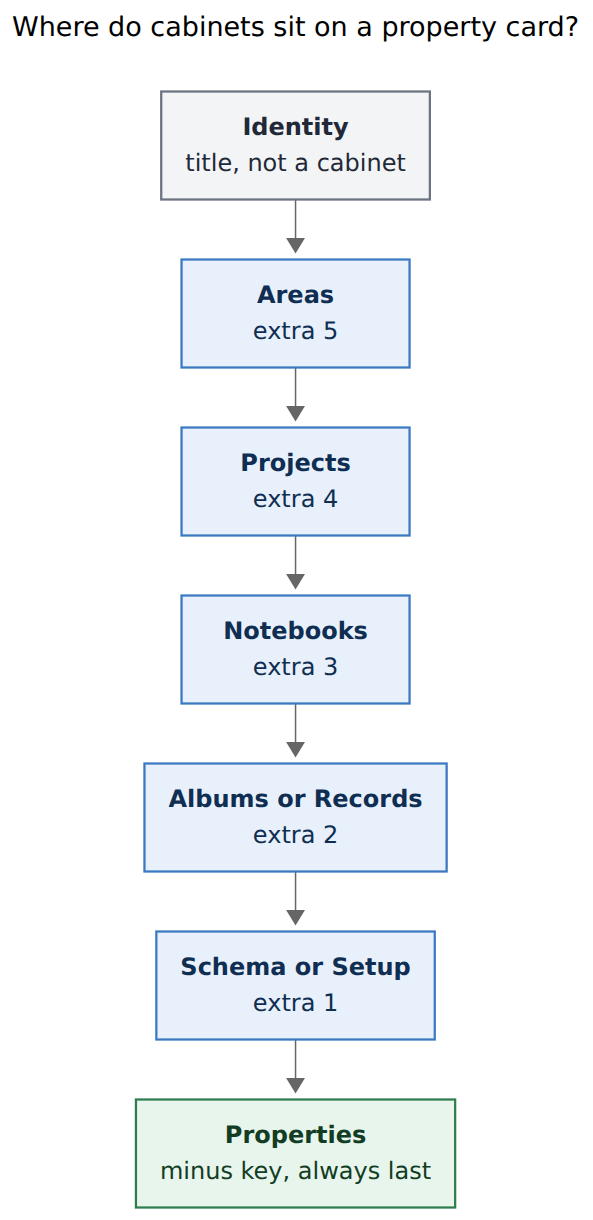 Where do cabinets sit on a property card?
Identity
title, not a cabinet
Areas
extra 5
Projects
extra 4
Notebooks
extra 3
Albums or Records
extra 2
Schema or Setup
extra 1
Properties
minus key, always last